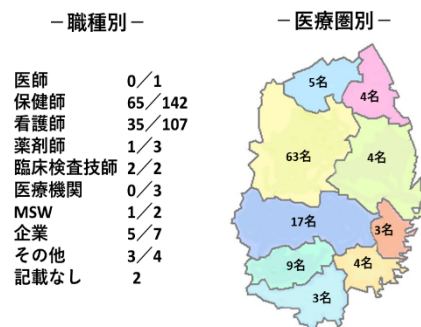 －職種別－
医師 0／1
保健師 65／142
看護師 35／107
薬剤師 1／3
臨床検査技師 2／2
医療機関 0／3
MSW 1／2
企業 5／7
その他 3／4
記載なし 2
－医療圏別－
5名
4名
63名
4名
17名
3名
9名
4名
3名